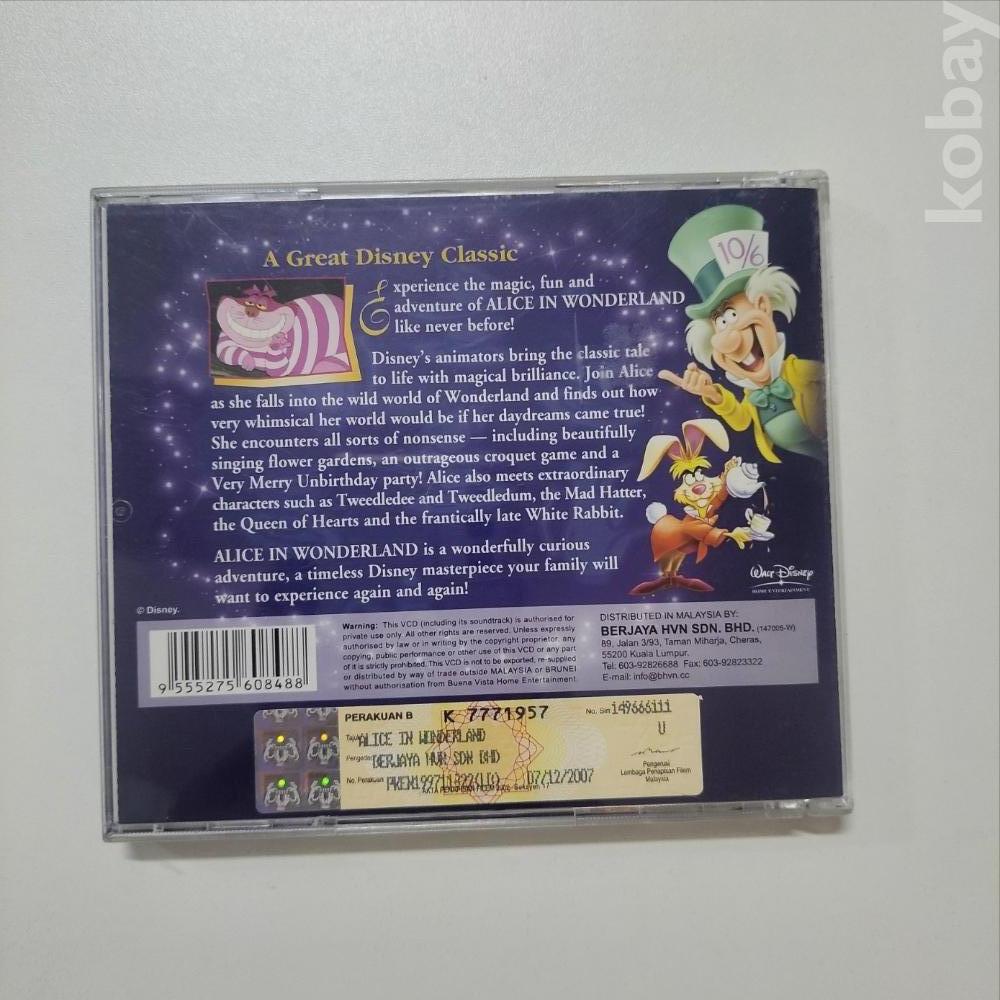 kobay
A Great Disney Classic
10/6
Experience the magic, fun and
adventure of ALICE IN WONDERLAND
like never before!
Disney's animators bring the classic tale
to life with magical brilliance. Join Alice
as she falls into the wild world of Wonderland and finds out how
very whimsical her world would be if her daydreams came true!
She encounters all sorts of nonsense — including beautifully
singing flower gardens, an outrageous croquet game and a
Very Merry Unbirthday party! Alice also meets extraordinary
characters such as Tweedledee and Tweedledum, the Mad Hatter,
the Queen of Hearts and the frantically late White Rabbit.
ALICE IN WONDERLAND is a wonderfully curious
adventure, a timeless Disney masterpiece your family will
want to experience again and again!
WALT DISNEY
HOME ENTERTAINMENT
© Disney.
9 555275 608488
Warning: This VCD (including its soundtrack) is authorised for
private use only. All other rights are reserved. Unless expressly
authorised by law or in writing by the copyright proprietor, any
copying, public performance or other use of this VCD or any part
of it is strictly prohibited. This VCD is not to be exported, re-supplied
or distributed by way of trade outside MALAYSIA or BRUNEI
without authorisation from Buena Vista Home Entertainment.
DISTRIBUTED IN MALAYSIA BY:
BERJAYA HVN SDN. BHD. (147005-W)
89, Jalan 3/93, Taman Miharja, Cheras,
55200 Kuala Lumpur.
Tel: 603-92826688 Fax: 603-92823322
E-mail: info@bhvn.cc
PERAKUAN B K 7771957 No. Siri 149666111
Tajuk ALICE IN WONDERLAND U
Pengedar BERJAYA HVN SDN BHD
No. Perakuan 07/12/2007
Pengerusi
Lembaga Penapisan Filem
Malaysia